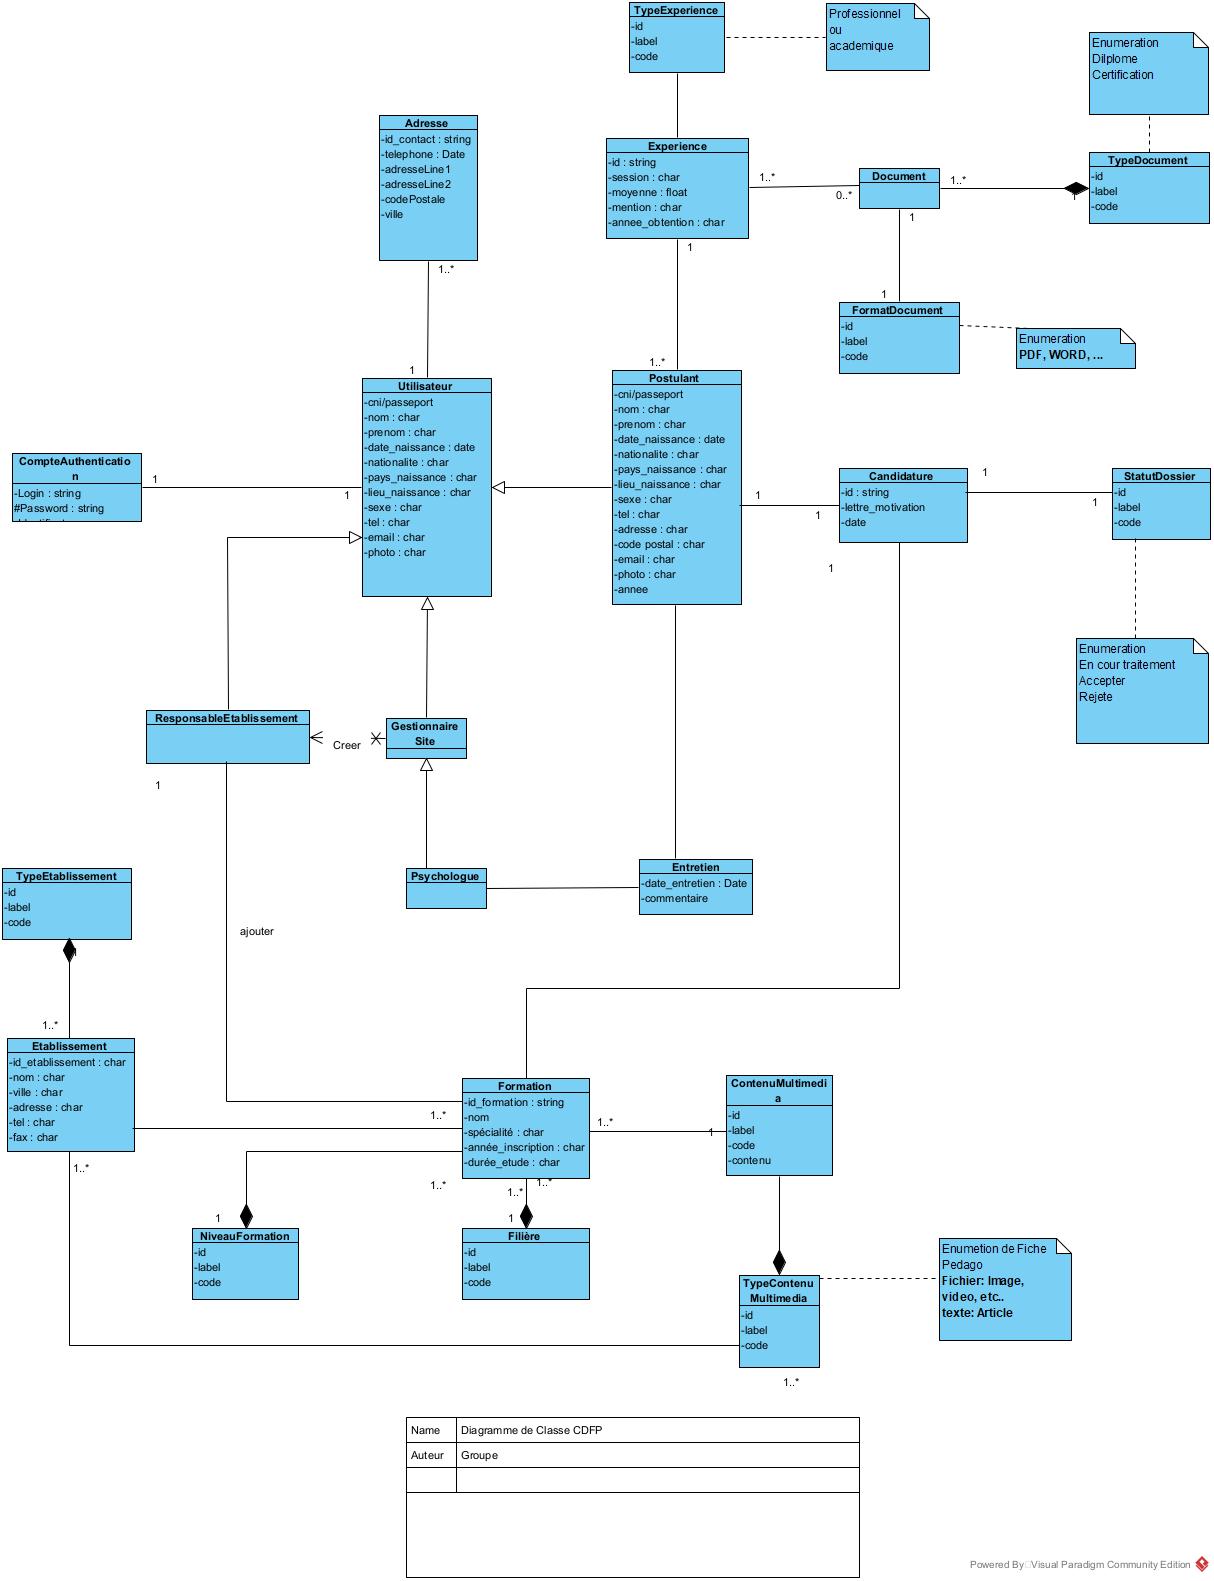 TypeExperience
-id
-label
-code
Professionnel
ou
academique
Enumeration
Dilplome
Certification
Adresse
-id_contact : string
-telephone : Date
-adresseLine1
-adresseLine2
-codePostale
-ville
1..*
Experience
-id : string
-session : char
-moyenne : float
-mention : char
-annee_obtention : char
1
1..*
0..*
Document
1..*
1
TypeDocument
-id
-label
-code
1
1
FormatDocument
-id
-label
-code
Enumeration
PDF, WORD, ...
1
Utilisateur
-cni/passeport
-nom : char
-prenom : char
-date_naissance : date
-nationalite : char
-pays_naissance : char
-lieu_naissance : char
-sexe : char
-tel : char
-email : char
-photo : char
1..*
Postulant
-cni/passeport
-nom : char
-prenom : char
-date_naissance : date
-nationalite : char
-pays_naissance : char
-lieu_naissance : char
-sexe : char
-tel : char
-adresse : char
-code postal : char
-email : char
-photo : char
-annee
CompteAuthenticatio
n
-Login : string
#Password : string
1
1
1
1
Candidature
-id : string
-lettre_motivation
-date
1
1
1
StatutDossier
-id
-label
-code
Enumeration
En cour traitement
Accepter
Rejete
ResponsableEtablissement
Creer
Gestionnaire
Site
1
Psychologue
Entretien
-date_entretien : Date
-commentaire
TypeEtablissement
-id
-label
-code
ajouter
1..*
Etablissement
-id_etablissement : char
-nom : char
-ville : char
-adresse : char
-tel : char
-fax : char
1..*
1..*
Formation
-id_formation : string
-nom
-spécialité : char
-année_inscription : char
-durée_etude : char
1..*
1
ContenuMultimedi
a
-id
-label
-code
-contenu
1..*
1..*
1..*
1
1
NiveauFormation
-id
-label
-code
Filière
-id
-label
-code
TypeContenu
Multimedia
-id
-label
-code
1..*
Enumetion de Fiche
Pedago
Fichier: Image,
video, etc..
texte: Article
Name Diagramme de Classe CDFP
Auteur Groupe
Powered By Visual Paradigm Community Edition